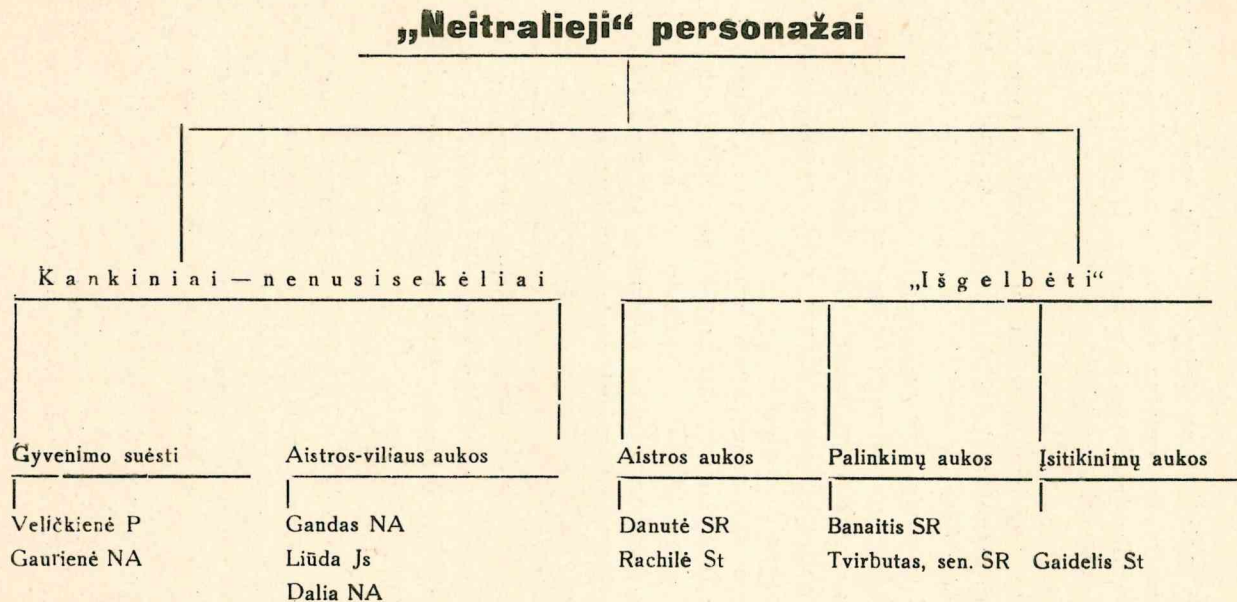 „Neitralieji“ personažai
Kankiniai — nenusisekėliai
„Išgelbėti“
Gyvenimo suėsti
Veličkienė P
Gaurienė NA
Aistros-viliaus aukos
Gandas NA
Liūda Js
Dalia NA
Aistros aukos
Danutė SR
Rachilė St
Palinkimų aukos
Banaitis SR
Tvirbutas, sen. SR
Įsitikinimų aukos
Gaidelis St